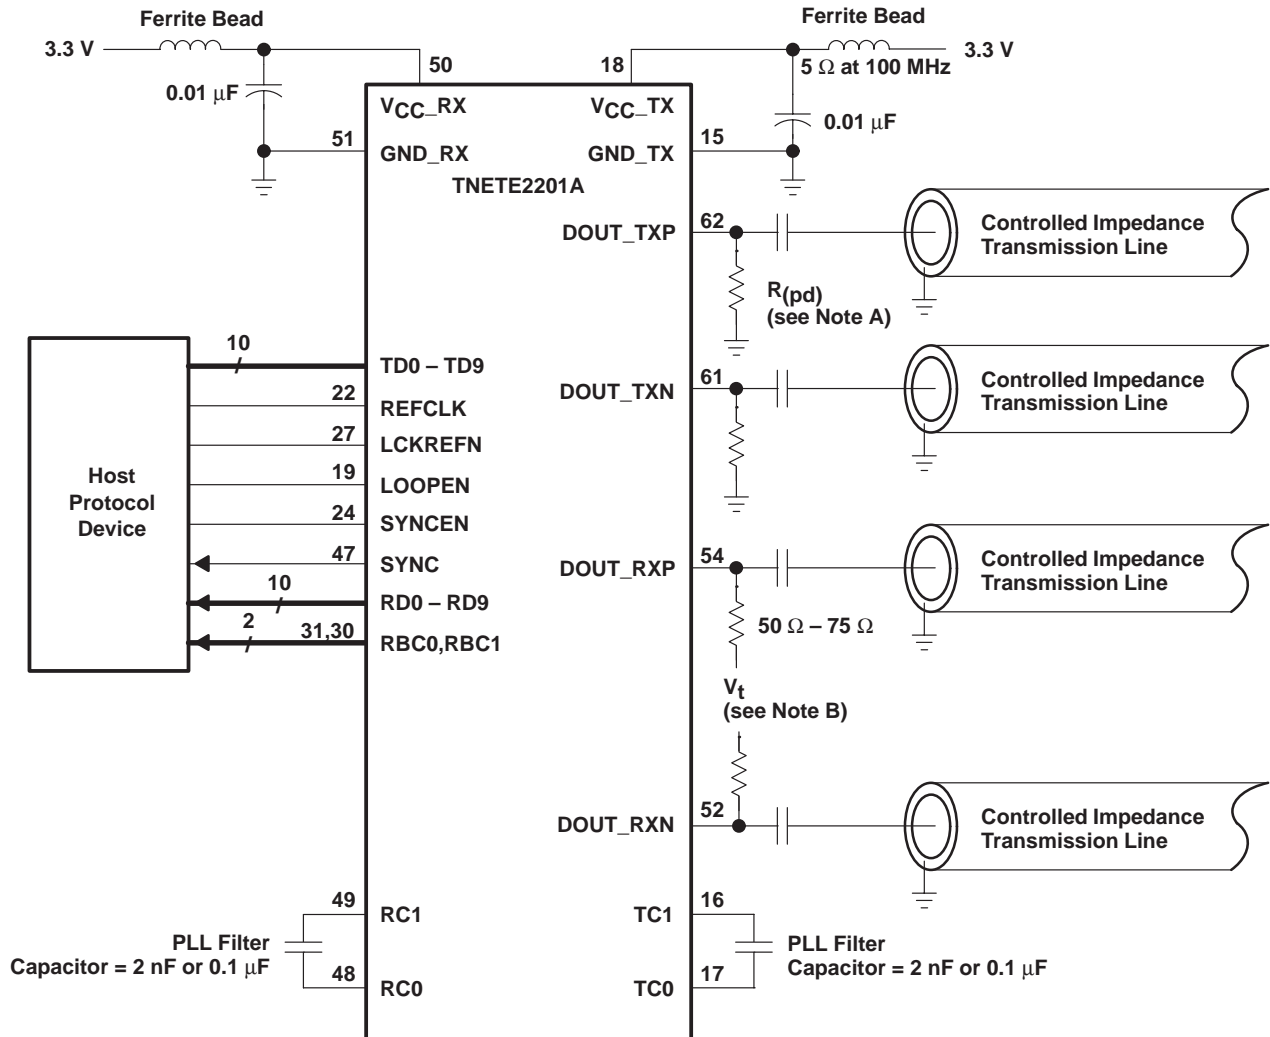 Ferrite Bead
3.3 V
0.01 μF
50
51
VCC_RX
GND_RX
Ferrite Bead
3.3 V
5 Ω at 100 MHz
0.01 μF
18
15
VCC_TX
GND_TX
TNETE2201A
DOUT_TXP
62
R(pd)
(see Note A)
Controlled Impedance
Transmission Line
DOUT_TXN
61
Controlled Impedance
Transmission Line
Host
Protocol
Device
10
TD0 – TD9
22
REFCLK
27
LCKREFN
19
LOOPEN
24
SYNCEN
47
SYNC
10
RD0 – RD9
2
31,30
RBC0,RBC1
DOUT_RXP
54
50 Ω – 75 Ω
Vt
(see Note B)
Controlled Impedance
Transmission Line
DOUT_RXN
52
Controlled Impedance
Transmission Line
49
RC1
PLL Filter
Capacitor = 2 nF or 0.1 μF
48
RC0
TC1
16
PLL Filter
Capacitor = 2 nF or 0.1 μF
TC0
17